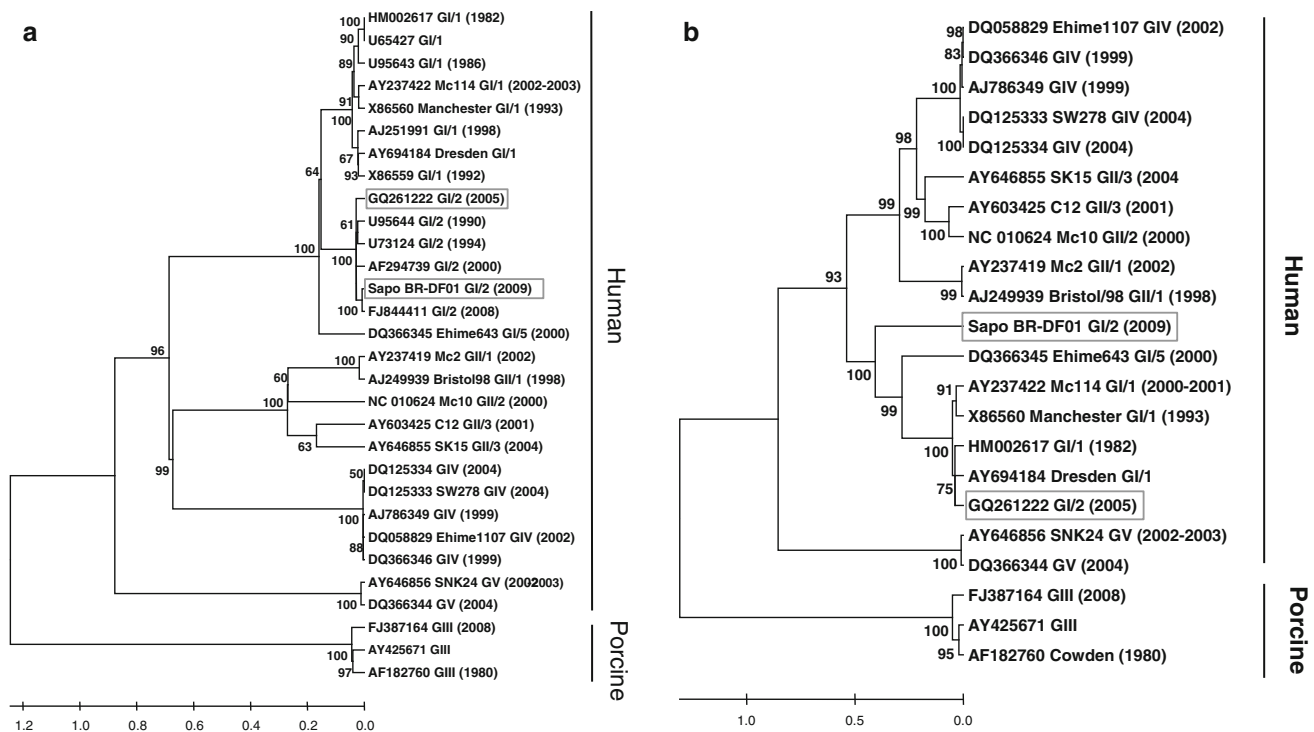 a
HM002617 GI/1 (1982)
U65427 GI/1
U95643 GI/1 (1986)
AY237422 Mc114 GI/1 (2002-2003)
X86560 Manchester GI/1 (1993)
AJ251991 GI/1 (1998)
AY694184 Dresden GI/1
X86559 GI/1 (1992)
GQ261222 GI/2 (2005)
U95644 GI/2 (1990)
U73124 GI/2 (1994)
AF294739 GI/2 (2000)
Sapo BR-DF01 GI/2 (2009)
FJ844411 GI/2 (2008)
DQ366345 Ehime643 GI/5 (2000)
AY237419 Mc2 GII/1 (2002)
AJ249939 Bristol98 GII/1 (1998)
NC 010624 Mc10 GII/2 (2000)
AY603425 C12 GII/3 (2001)
AY646855 SK15 GII/3 (2004)
DQ125334 GIV (2004)
DQ125333 SW278 GIV (2004)
AJ786349 GIV (1999)
DQ058829 Ehime1107 GIV (2002)
DQ366346 GIV (1999)
AY646856 SNK24 GV (2002-2003)
DQ366344 GV (2004)
FJ387164 GIII (2008)
AY425671 GIII
AF182760 GIII (1980)
100
90
89
91
100
67
93
64
61
100
100
100
96
100
60
100
63
99
50
100
88
100
100
97
Human
Porcine
1.2 1.0 0.8 0.6 0.4 0.2 0.0
b
DQ058829 Ehime1107 GIV (2002)
DQ366346 GIV (1999)
AJ786349 GIV (1999)
DQ125333 SW278 GIV (2004)
DQ125334 GIV (2004)
AY646855 SK15 GII/3 (2004
AY603425 C12 GII/3 (2001)
NC 010624 Mc10 GII/2 (2000)
AY237419 Mc2 GII/1 (2002)
AJ249939 Bristol/98 GII/1 (1998)
Sapo BR-DF01 GI/2 (2009)
DQ366345 Ehime643 GI/5 (2000)
AY237422 Mc114 GI/1 (2000-2001)
X86560 Manchester GI/1 (1993)
HM002617 GI/1 (1982)
AY694184 Dresden GI/1
GQ261222 GI/2 (2005)
AY646856 SNK24 GV (2002-2003)
DQ366344 GV (2004)
FJ387164 GIII (2008)
AY425671 GIII
AF182760 Cowden (1980)
98
83
100
98
100
99
99
100
93
99
100
91
99
100
75
100
100
95
Human
Porcine
1.0 0.5 0.0